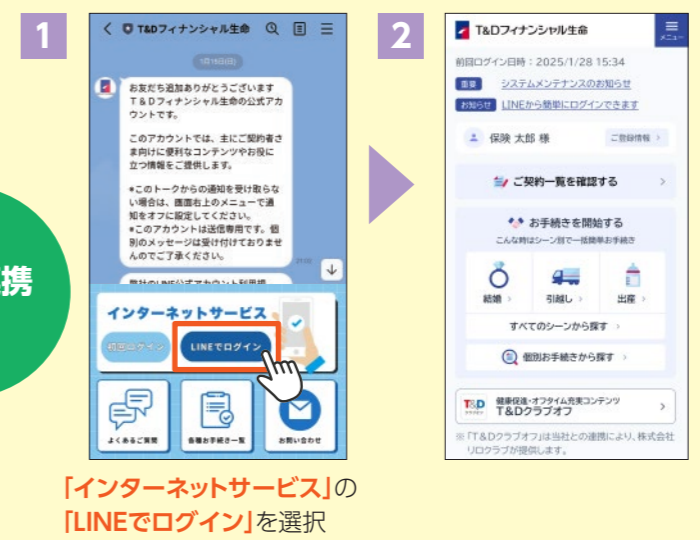 1
T&Dフィナンシャル生命
1月15日(日)
お友だち追加ありがとうございます
T&Dフィナンシャル生命の公式アカ
ウントです。
このアカウントでは、主にご契約者さ
ま向けに便利なコンテンツやお役に
立つ情報をご提供します。
●このトークからの通知を受け取らな
い場合は、画面右上のメニューで通
知をオフに設定してください。
●このアカウントは送信専用です。個
別のメッセージは受け付けておりませ
んのでご了承ください。
インターネットサービス
初回ログイン
LINEでログイン
よくあるご質問
各種お手続き一覧
お問い合わせ
携
「インターネットサービス」の
「LINEでログイン」を選択
2
T&Dフィナンシャル生命
メニュー
前回ログイン日時：2025/1/28 15:34
重要 システムメンテナンスのお知らせ
お知らせ LINEから簡単にログインできます
保険 太郎 様
ご登録情報
ご契約一覧を確認する
お手続きを開始する
こんな時はシーン別で一括簡単お手続き
結婚
引越し
出産
すべてのシーンから探す
個別お手続きから探す
T&D
健康促進・オフタイム充実コンテンツ
T&Dクラブオフ
※「T&Dクラブオフ」は当社との連携により、株式会社
リロクラブが提供します。